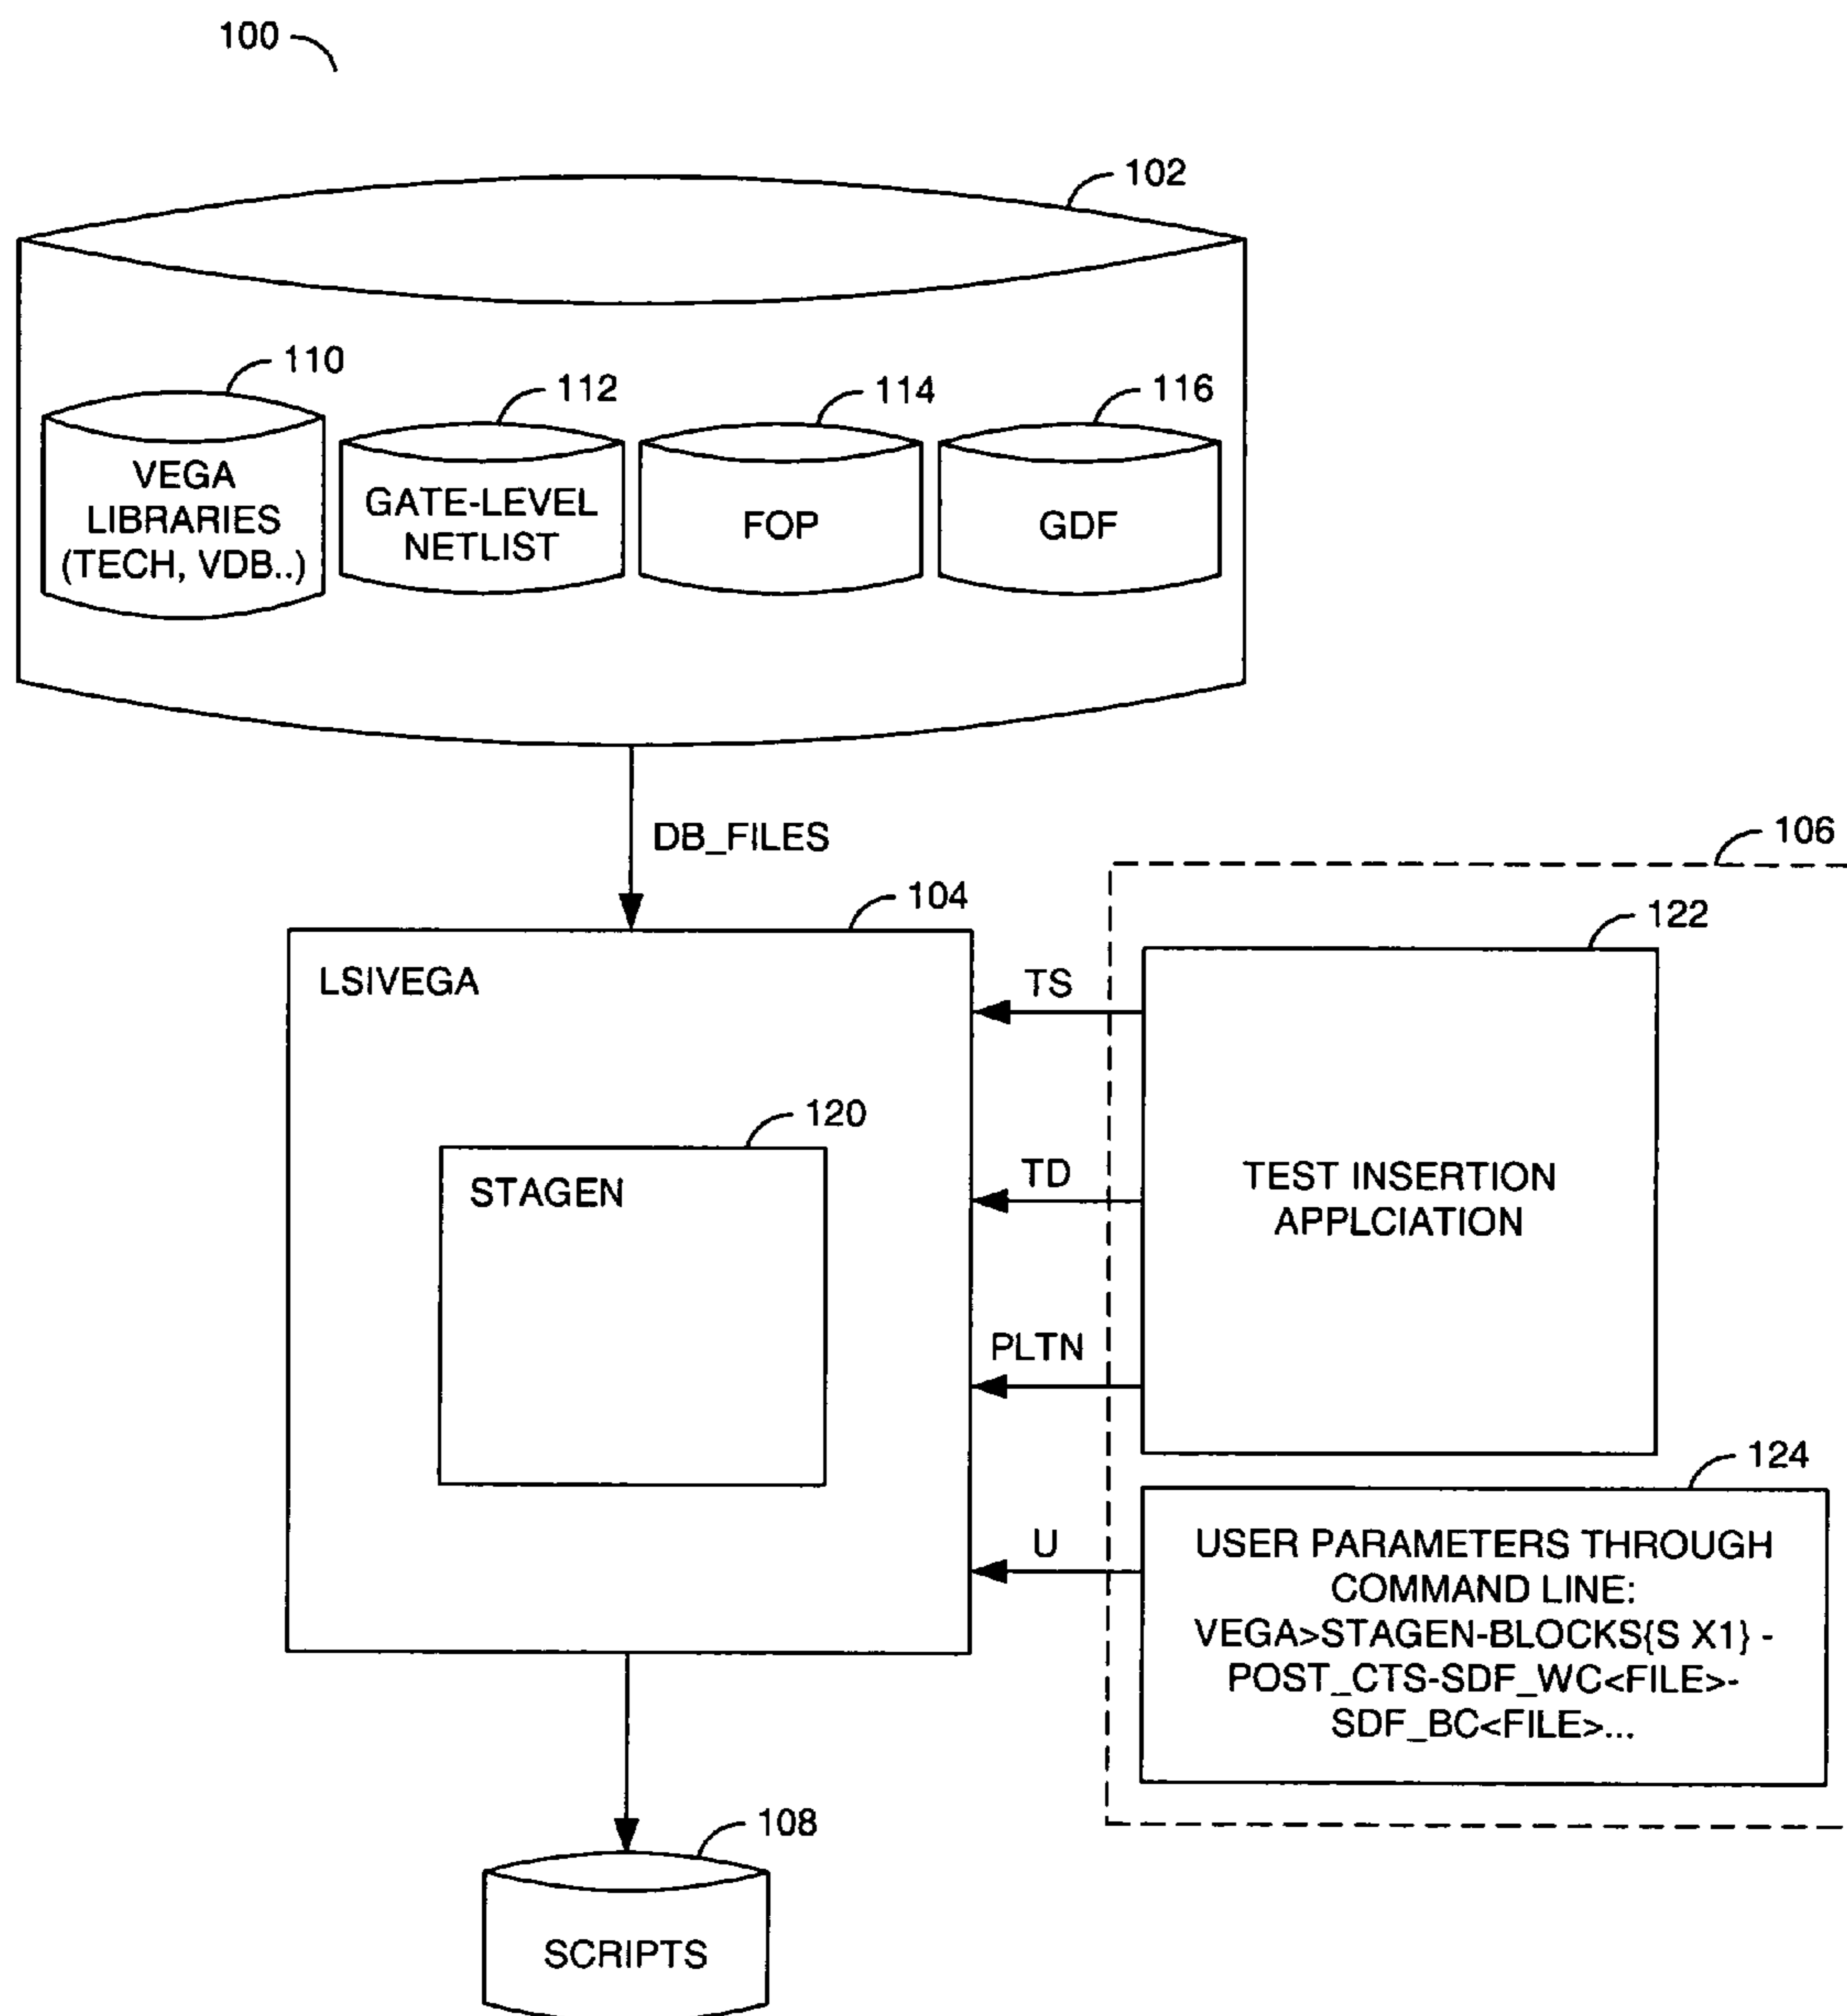 100
102
110
112
114
116
VEGA
LIBRARIES
(TECH, VDB..)
GATE-LEVEL
NETLIST
FOP
GDF
DB_FILES
106
104
122
LSIVEGA
TS
120
STAGEN
TD
TEST INSERTION
APPLCIATION
PLTN
124
U
USER PARAMETERS THROUGH
COMMAND LINE:
VEGA>STAGEN-BLOCKS{S X1} -
POST_CTS-SDF_WC<FILE>-
SDF_BC<FILE>...
108
SCRIPTS